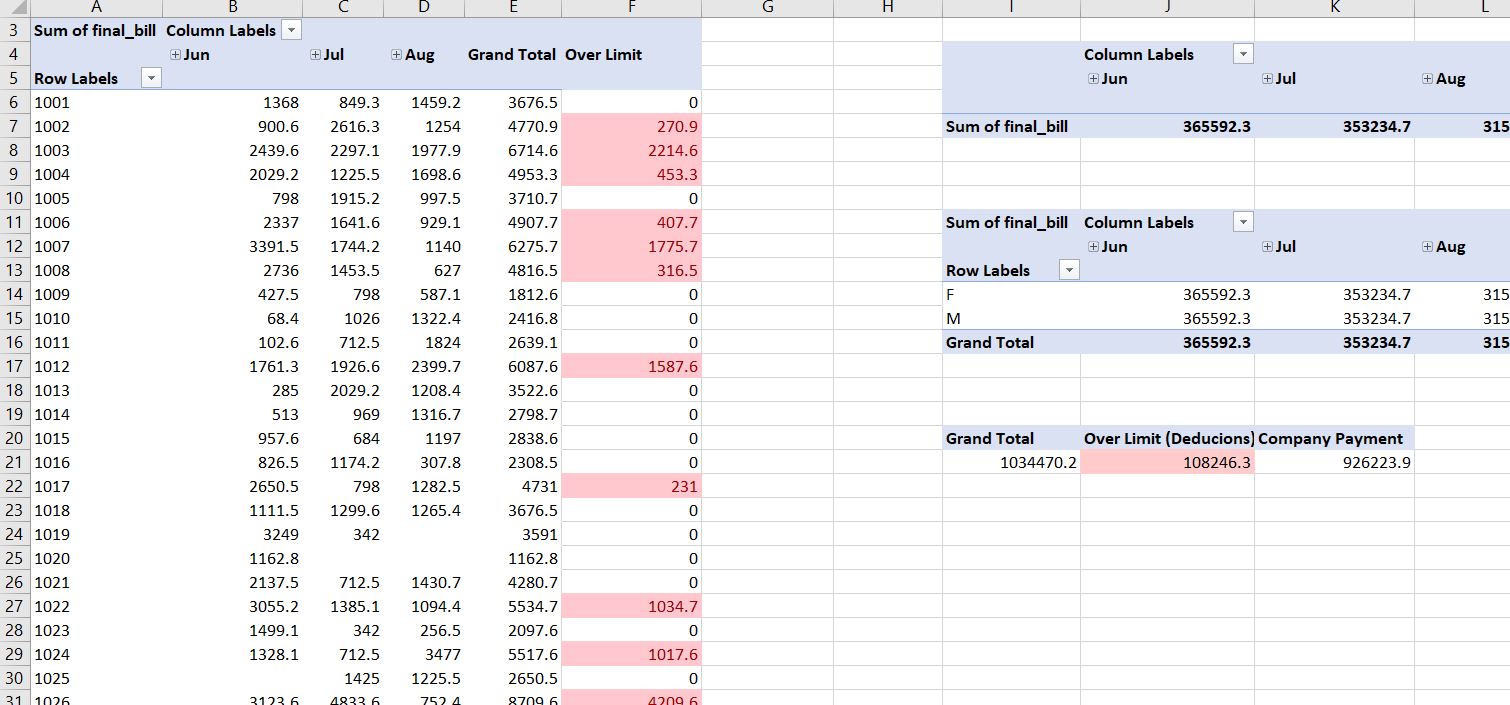 A B C D E F G H I J K L
3 Sum of final_bill Column Labels
4 Jun Jul Aug Grand Total Over Limit Column Labels
5 Row Labels Jun Jul Aug
6 1001 1368 849.3 1459.2 3676.5 0
7 1002 900.6 2616.3 1254 4770.9 270.9 Sum of final_bill 365592.3 353234.7 315
8 1003 2439.6 2297.1 1977.9 6714.6 2214.6
9 1004 2029.2 1225.5 1698.6 4953.3 453.3
10 1005 798 1915.2 997.5 3710.7 0
11 1006 2337 1641.6 929.1 4907.7 407.7 Sum of final_bill Column Labels
12 1007 3391.5 1744.2 1140 6275.7 1775.7 Jun Jul Aug
13 1008 2736 1453.5 627 4816.5 316.5 Row Labels
14 1009 427.5 798 587.1 1812.6 0 F 365592.3 353234.7 315
15 1010 68.4 1026 1322.4 2416.8 0 M 365592.3 353234.7 315
16 1011 102.6 712.5 1824 2639.1 0 Grand Total 365592.3 353234.7 315
17 1012 1761.3 1926.6 2399.7 6087.6 1587.6
18 1013 285 2029.2 1208.4 3522.6 0
19 1014 513 969 1316.7 2798.7 0
20 1015 957.6 684 1197 2838.6 0 Grand Total Over Limit (Deducions) Company Payment
21 1016 826.5 1174.2 307.8 2308.5 0 1034470.2 108246.3 926223.9
22 1017 2650.5 798 1282.5 4731 231
23 1018 1111.5 1299.6 1265.4 3676.5 0
24 1019 3249 342 3591 0
25 1020 1162.8 1162.8 0
26 1021 2137.5 712.5 1430.7 4280.7 0
27 1022 3055.2 1385.1 1094.4 5534.7 1034.7
28 1023 1499.1 342 256.5 2097.6 0
29 1024 1328.1 712.5 3477 5517.6 1017.6
30 1025 1425 1225.5 2650.5 0
31 1026 3123.6 4833.6 752.4 8709.6 4209.6